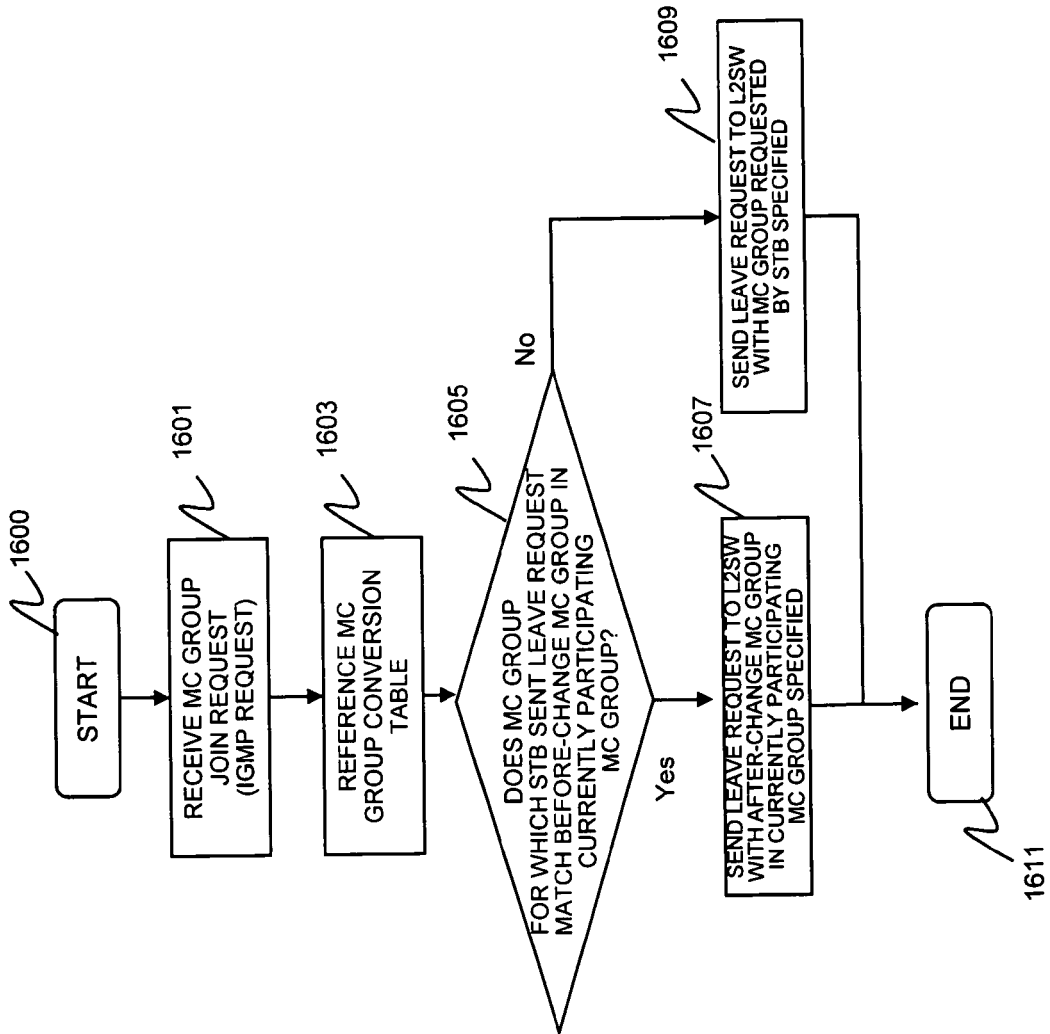 START
1600
RECEIVE MC GROUP
JOIN REQUEST
(IGMP REQUEST)
1601
REFERENCE MC
GROUP CONVERSION
TABLE
1603
DOES MC GROUP
FOR WHICH STB SENT LEAVE REQUEST
MATCH BEFORE-CHANGE MC GROUP IN
CURRENTLY PARTICIPATING
MC GROUP?
1605
Yes
No
SEND LEAVE REQUEST TO L2SW
WITH AFTER-CHANGE MC GROUP
IN CURRENTLY PARTICIPATING
MC GROUP SPECIFIED
1607
SEND LEAVE REQUEST TO L2SW
WITH MC GROUP REQUESTED
BY STB SPECIFIED
1609
END
1611